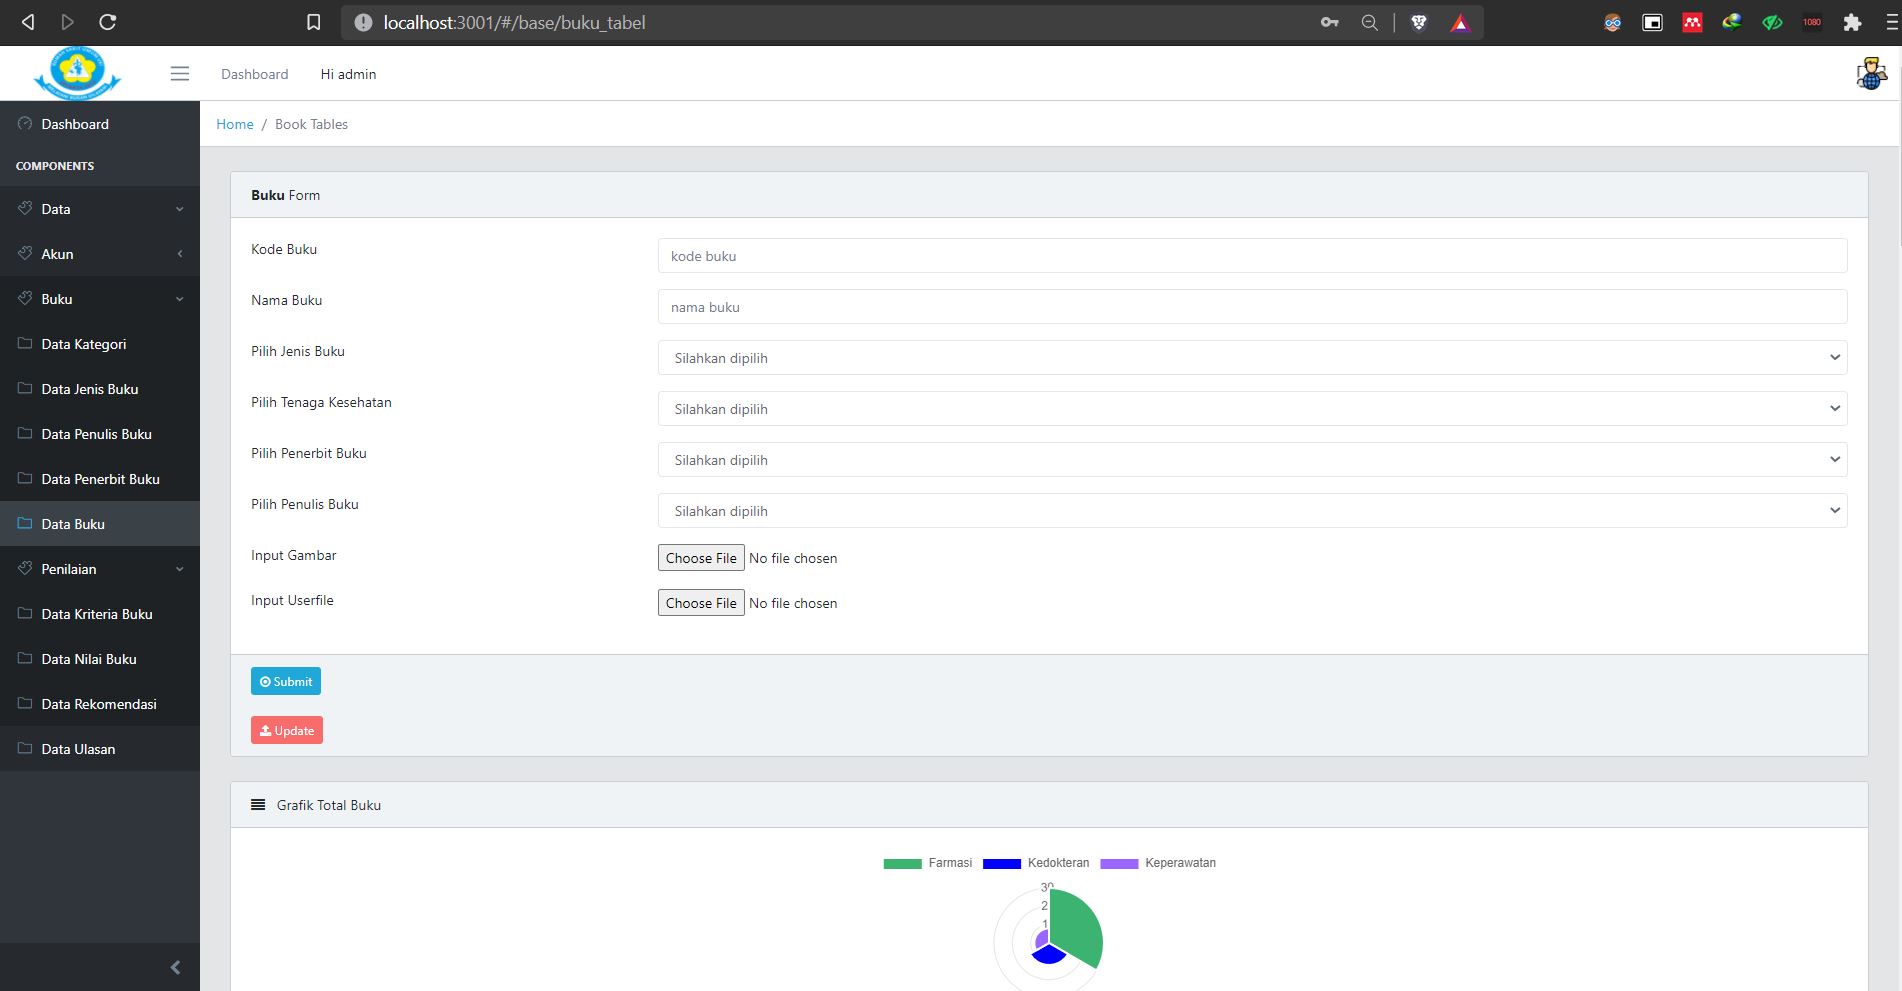 localhost:3001/#/base/buku_tabel
1080
Dashboard
Hi admin
Dashboard
COMPONENTS
Data
Akun
Buku
Data Kategori
Data Jenis Buku
Data Penulis Buku
Data Penerbit Buku
Data Buku
Penilaian
Data Kriteria Buku
Data Nilai Buku
Data Rekomendasi
Data Ulasan
Home / Book Tables
Buku Form
Kode Buku
kode buku
Nama Buku
nama buku
Pilih Jenis Buku
Silahkan dipilih
Pilih Tenaga Kesehatan
Silahkan dipilih
Pilih Penerbit Buku
Silahkan dipilih
Pilih Penulis Buku
Silahkan dipilih
Input Gambar
Choose File No file chosen
Input Userfile
Choose File No file chosen
Submit
Update
Grafik Total Buku
Farmasi Kedokteran Keperawatan
30
2
1